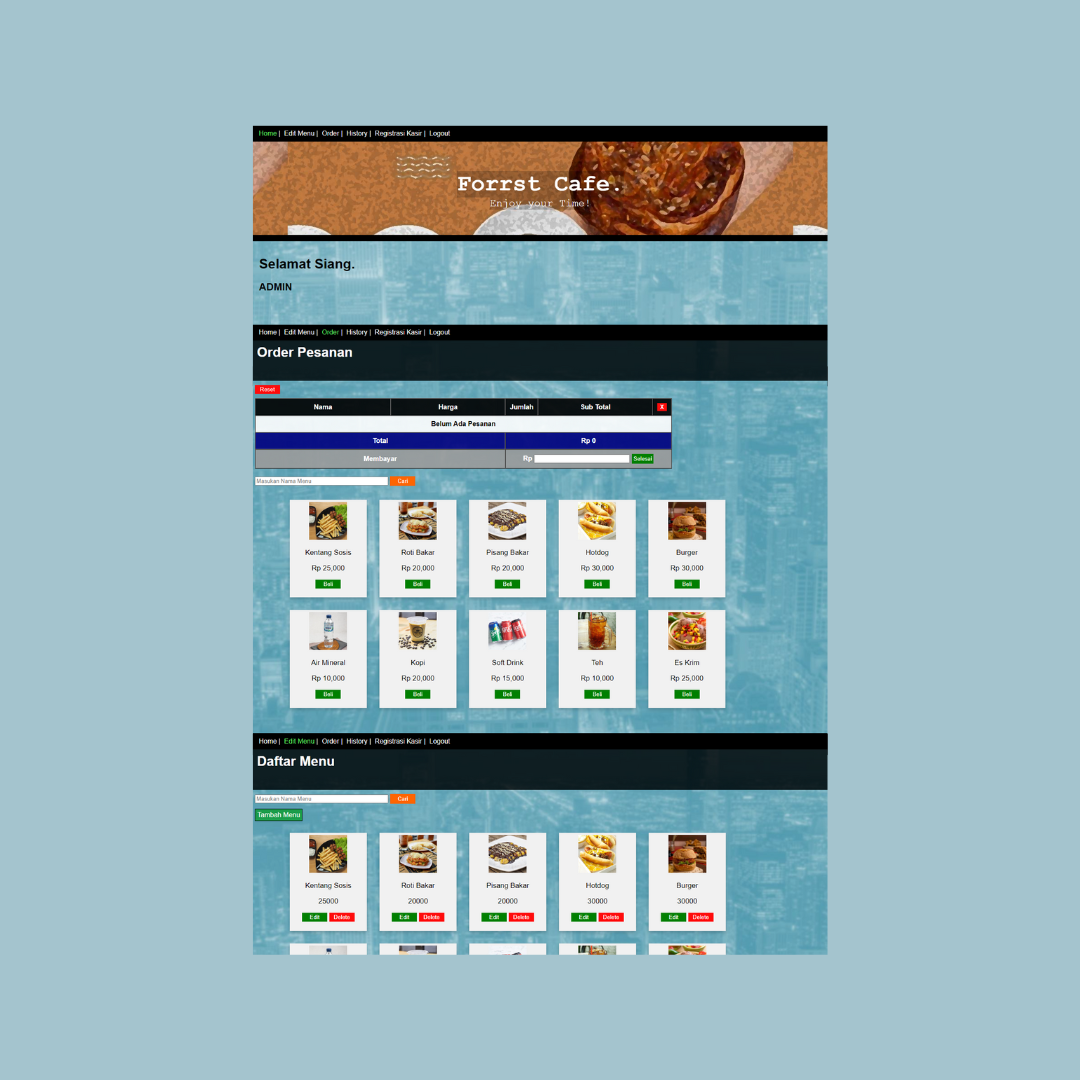 Home | Edit Menu | Order | History | Registrasi Kasir | Logout
Forrst Cafe.
Enjoy your Time!
Selamat Siang.
ADMIN
Home | Edit Menu | Order | History | Registrasi Kasir | Logout
Order Pesanan
Reset
Nama Harga Jumlah Sub Total X
Belum Ada Pesanan
Total Rp 0
Membayar Rp Selesai
Masukan Nama Menu Cari
Kentang Sosis Roti Bakar Pisang Bakar Hotdog Burger
Rp 25,000 Rp 20,000 Rp 20,000 Rp 30,000 Rp 30,000
Beli Beli Beli Beli Beli
Air Mineral Kopi Soft Drink Teh Es Krim
Rp 10,000 Rp 20,000 Rp 15,000 Rp 10,000 Rp 25,000
Beli Beli Beli Beli Beli
Home | Edit Menu | Order | History | Registrasi Kasir | Logout
Daftar Menu
Masukan Nama Menu Cari
Tambah Menu
Kentang Sosis Roti Bakar Pisang Bakar Hotdog Burger
25000 20000 20000 30000 30000
Edit Delete Edit Delete Edit Delete Edit Delete Edit Delete